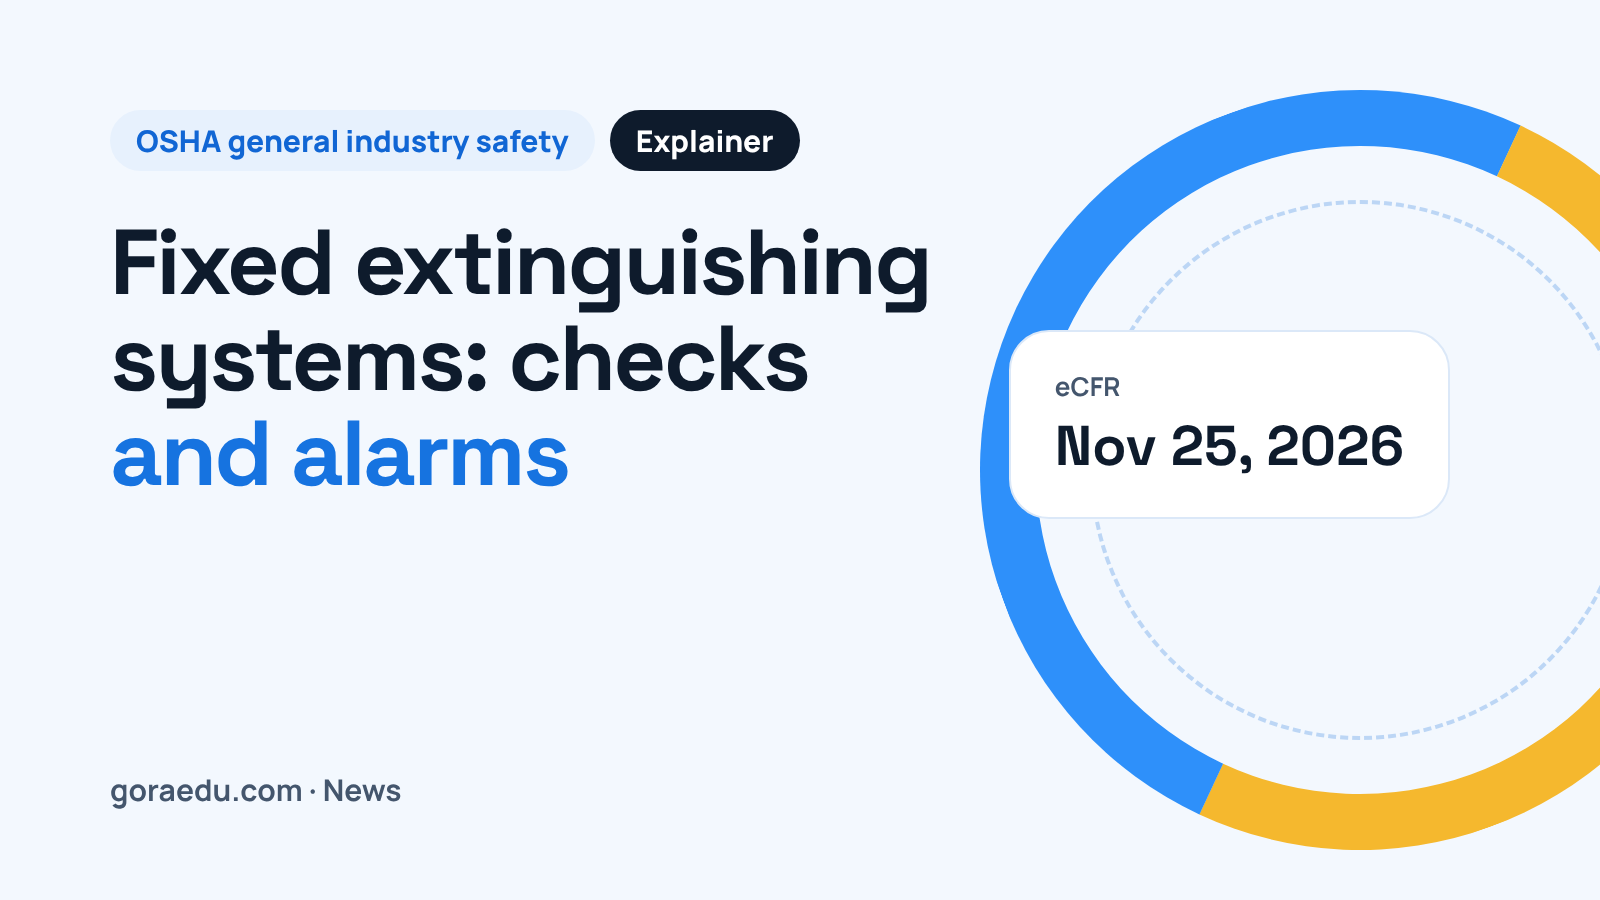 OSHA general industry safety
Explainer
Fixed extinguishing
systems: checks
and alarms
eCFR
Nov 25, 2026
goraedu.com · News